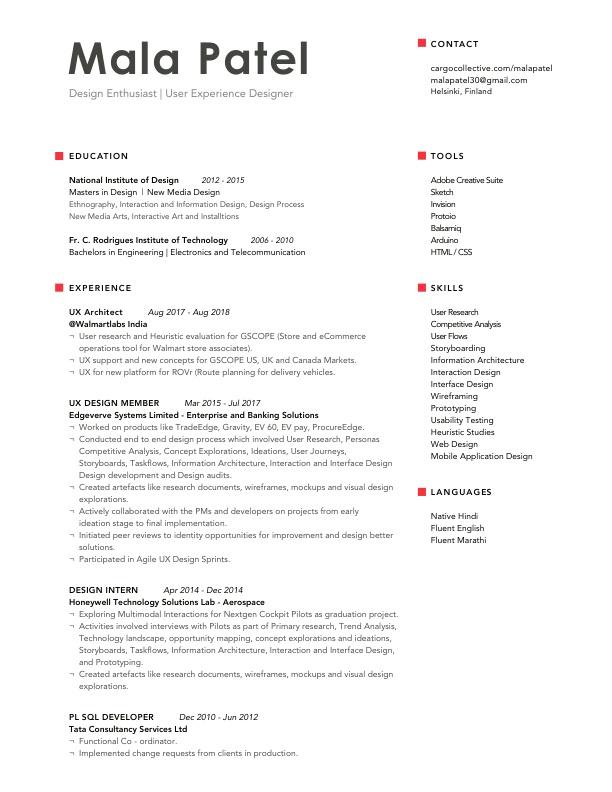 Mala Patel
Design Enthusiast | User Experience Designer
CONTACT
cargocollective.com/malapatel
malapatel30@gmail.com
Helsinki, Finland
EDUCATION
National Institute of Design 2012 - 2015
Masters in Design | New Media Design
Ethnography, Interaction and Information Design, Design Process
New Media Arts, Interactive Art and Installtions
Fr. C. Rodrigues Institute of Technology 2006 - 2010
Bachelors in Engineering | Electronics and Telecommunication
TOOLS
Adobe Creative Suite
Sketch
Invision
Protoio
Balsamiq
Arduino
HTML / CSS
EXPERIENCE
UX Architect Aug 2017 - Aug 2018
@Walmartlabs India
¬ User research and Heuristic evaluation for GSCOPE (Store and eCommerce
operations tool for Walmart store associates).
¬ UX support and new concepts for GSCOPE US, UK and Canada Markets.
¬ UX for new platform for ROVr (Route planning for delivery vehicles.
UX DESIGN MEMBER Mar 2015 - Jul 2017
Edgeverve Systems Limited - Enterprise and Banking Solutions
¬ Worked on products like TradeEdge, Gravity, EV 60, EV pay, ProcureEdge.
¬ Conducted end to end design process which involved User Research, Personas
Competitive Analysis, Concept Explorations, Ideations, User Journeys,
Storyboards, Taskflows, Information Architecture, Interaction and Interface Design
Design development and Design audits.
¬ Created artefacts like research documents, wireframes, mockups and visual design
explorations.
¬ Actively collaborated with the PMs and developers on projects from early
ideation stage to final implementation.
¬ Initiated peer reviews to identity opportunities for improvement and design better
solutions.
¬ Participated in Agile UX Design Sprints.
DESIGN INTERN Apr 2014 - Dec 2014
Honeywell Technology Solutions Lab - Aerospace
¬ Exploring Multimodal Interactions for Nextgen Cockpit Pilots as graduation project.
¬ Activities involved interviews with Pilots as part of Primary research, Trend Analysis,
Technology landscape, opportunity mapping, concept explorations and ideations,
Storyboards, Taskflows, Information Architecture, Interaction and Interface Design,
and Prototyping.
¬ Created artefacts like research documents, wireframes, mockups and visual design
explorations.
PL SQL DEVELOPER Dec 2010 - Jun 2012
Tata Consultancy Services Ltd
¬ Functional Co - ordinator.
¬ Implemented change requests from clients in production.
SKILLS
User Research
Competitive Analysis
User Flows
Storyboarding
Information Architecture
Interaction Design
Interface Design
Wireframing
Prototyping
Usability Testing
Heuristic Studies
Web Design
Mobile Application Design
LANGUAGES
Native Hindi
Fluent English
Fluent Marathi